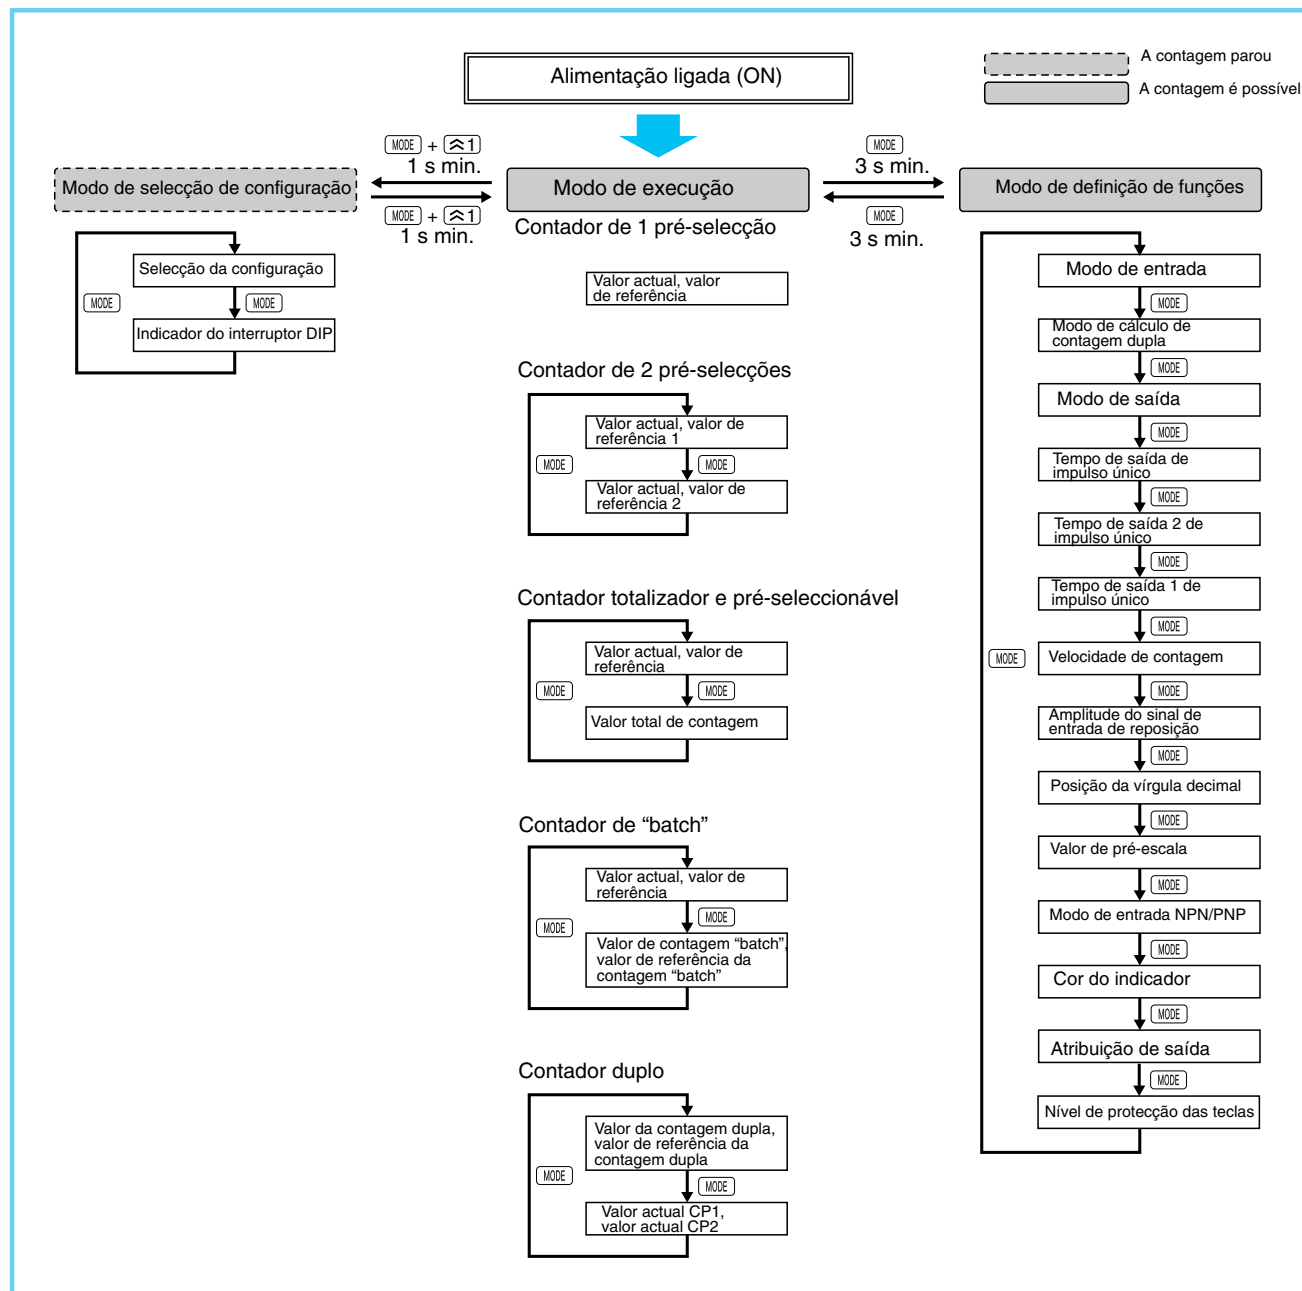 Alimentação ligada (ON)
A contagem parou
A contagem é possível
MODE + 1
1 s min.
MODE
3 s min.
Modo de selecção de configuração
Modo de execução
Modo de definição de funções
MODE + 1
1 s min.
MODE
3 s min.
Selecção da configuração
MODE
MODE
Indicador do interruptor DIP
Contador de 1 pré-selecção
Valor actual, valor
de referência
Contador de 2 pré-selecções
Valor actual, valor de
referência 1
MODE
MODE
Valor actual, valor de
referência 2
Contador totalizador e pré-seleccionável
Valor actual, valor de
referência
MODE
MODE
Valor total de contagem
Contador de “batch”
Valor actual, valor de
referência
MODE
MODE
Valor de contagem “batch”,
valor de referência da
contagem “batch”
Contador duplo
Valor da contagem dupla,
valor de referência da
contagem dupla
MODE
MODE
Valor actual CP1,
valor actual CP2
Modo de entrada
MODE
Modo de cálculo de
contagem dupla
MODE
Modo de saída
MODE
Tempo de saída de
impulso único
MODE
Tempo de saída 2 de
impulso único
MODE
Tempo de saída 1 de
impulso único
MODE
MODE
Velocidade de contagem
MODE
Amplitude do sinal de
entrada de reposição
MODE
Posição da vírgula decimal
MODE
Valor de pré-escala
MODE
Modo de entrada NPN/PNP
MODE
Cor do indicador
MODE
Atribuição de saída
MODE
Nível de protecção das teclas